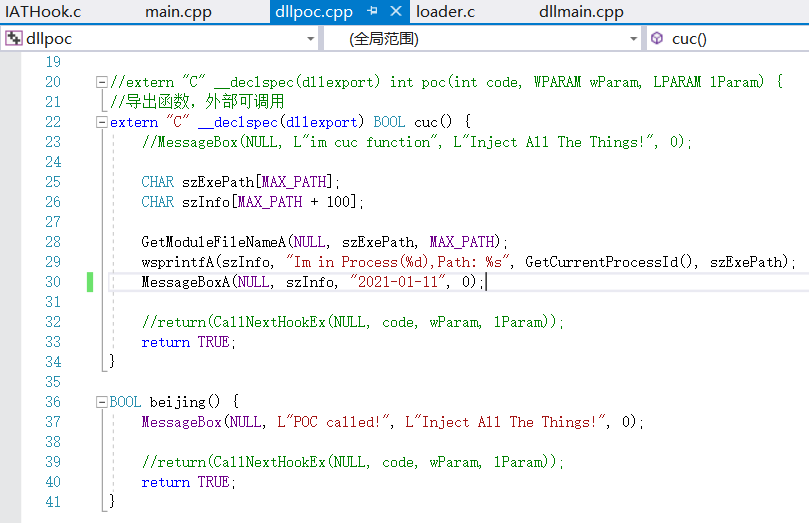 IATHook.c main.cpp dllpoc.cpp loader.c dllmain.cpp
dllpoc (全局范围) cuc()
19
20 //extern "C" __declspec(dllexport) int poc(int code, WPARAM wParam, LPARAM lParam) {
21 //导出函数，外部可调用
22 extern "C" __declspec(dllexport) BOOL cuc() {
23 //MessageBox(NULL, L"im cuc function", L"Inject All The Things!", 0);
24
25 CHAR szExePath[MAX_PATH];
26 CHAR szInfo[MAX_PATH + 100];
27
28 GetModuleFileNameA(NULL, szExePath, MAX_PATH);
29 wsprintfA(szInfo, "Im in Process(%d),Path: %s", GetCurrentProcessId(), szExePath);
30 MessageBoxA(NULL, szInfo, "2021-01-11", 0);
31
32 //return(CallNextHookEx(NULL, code, wParam, lParam));
33 return TRUE;
34 }
35
36 BOOL beijing() {
37 MessageBox(NULL, L"POC called!", L"Inject All The Things!", 0);
38
39 //return(CallNextHookEx(NULL, code, wParam, lParam));
40 return TRUE;
41 }